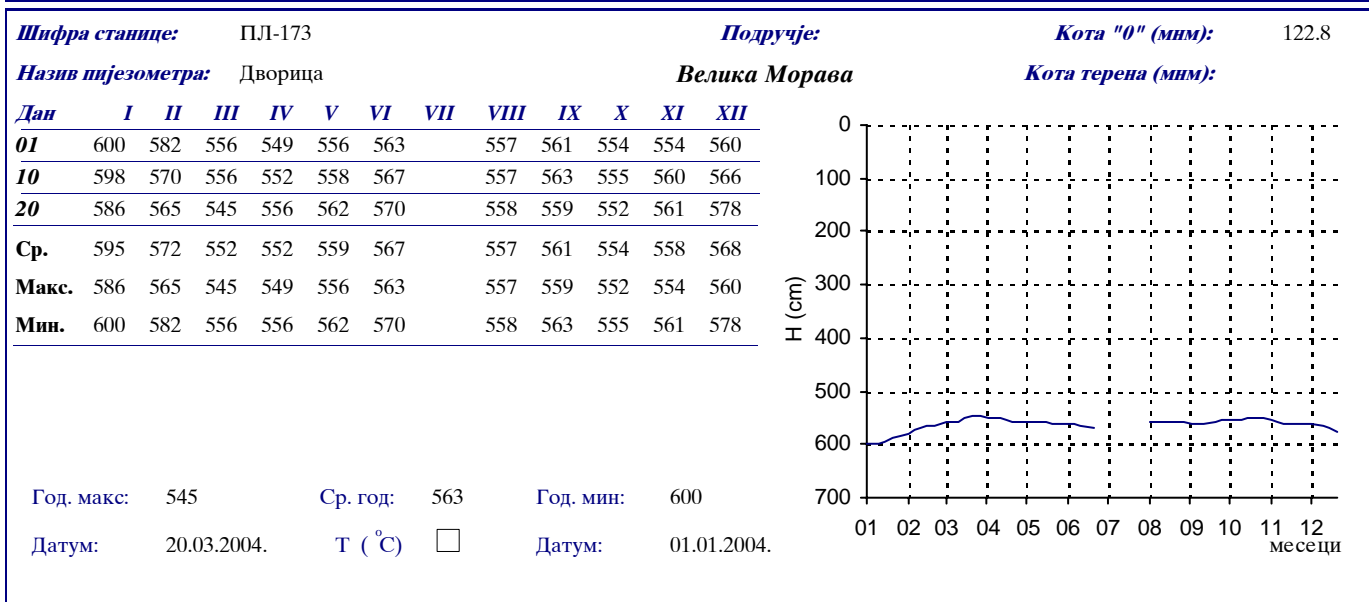 Шифра станице: ПЛ-173 Подручје: Кота "0" (мнм): 122.8
Назив пијезометра: Дворица Велика Морава Кота терена (мнм):
Дан I II III IV V VI VII VIII IX X XI XII
01 600 582 556 549 556 563 557 561 554 554 560
10 598 570 556 552 558 567 557 563 555 560 566
20 586 565 545 556 562 570 558 559 552 561 578
Ср. 595 572 552 552 559 567 557 561 554 558 568
Макс. 586 565 545 549 556 563 557 559 552 554 560
Мин. 600 582 556 556 562 570 558 563 555 561 578
Год. макс: 545 Ср. год: 563 Год. мин: 600
Датум: 20.03.2004. Т ( °С) Датум: 01.01.2004.
H (cm)
0
100
200
300
400
500
600
700
01 02 03 04 05 06 07 08 09 10 11 12
месеци